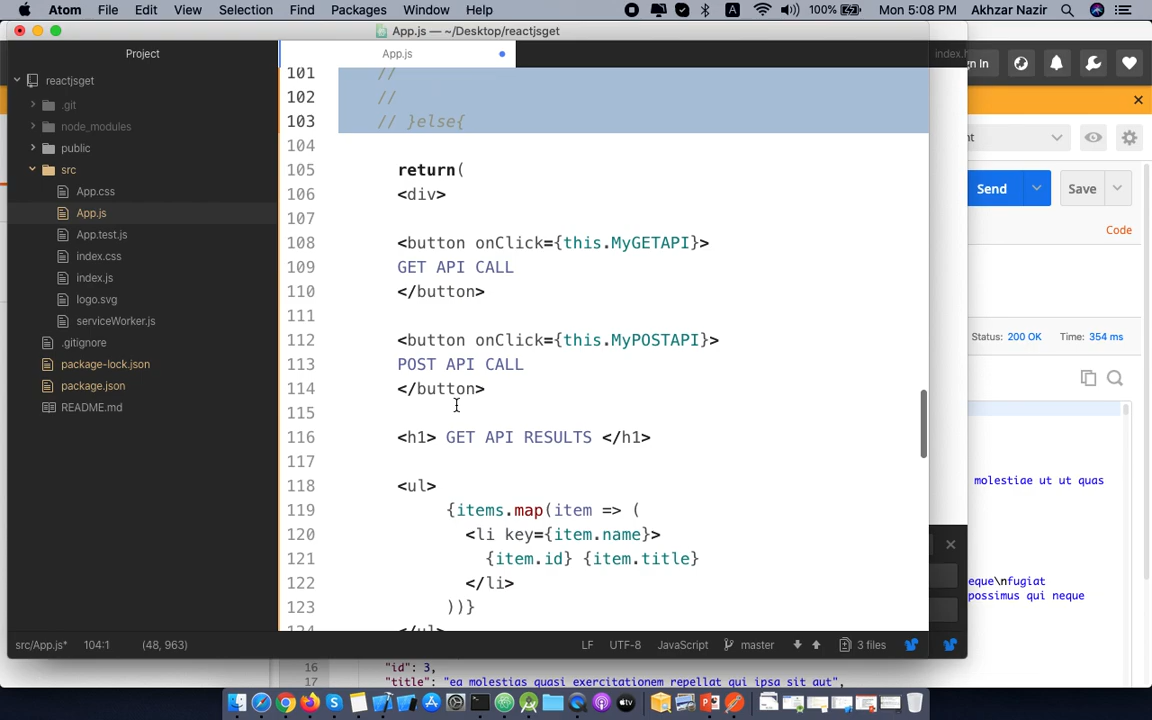 Atom File Edit View Selection Find Packages Window Help
100% Mon 5:08 PM Akhzar Nazir
App.js — ~/Desktop/reactjsget
Project
App.js
index.h
reactjsget
.git
node_modules
public
src
App.css
App.js
App.test.js
index.css
index.js
logo.svg
serviceWorker.js
.gitignore
package-lock.json
package.json
README.md
101 //
102 //
103 // }else{
104
105 return(
106 <div>
107
108 <button onClick={this.MyGETAPI}>
109 GET API CALL
110 </button>
111
112 <button onClick={this.MyPOSTAPI}>
113 POST API CALL
114 </button>
115
116 <h1> GET API RESULTS </h1>
117
118 <ul>
119 {items.map(item => (
120 <li key={item.name}>
121 {item.id} {item.title}
122 </li>
123 ))}
124 </ul>
src/App.js* 104:1 (48, 963) LF UTF-8 JavaScript master 3 files
n In
nt
Send Save
Code
Status: 200 OK Time: 354 ms
molestiae ut ut quas
eque\nfugiat
possimus qui neque
16 "id": 3,
17 "title": "ea molestias quasi exercitationem repellat qui ipsa sit aut",